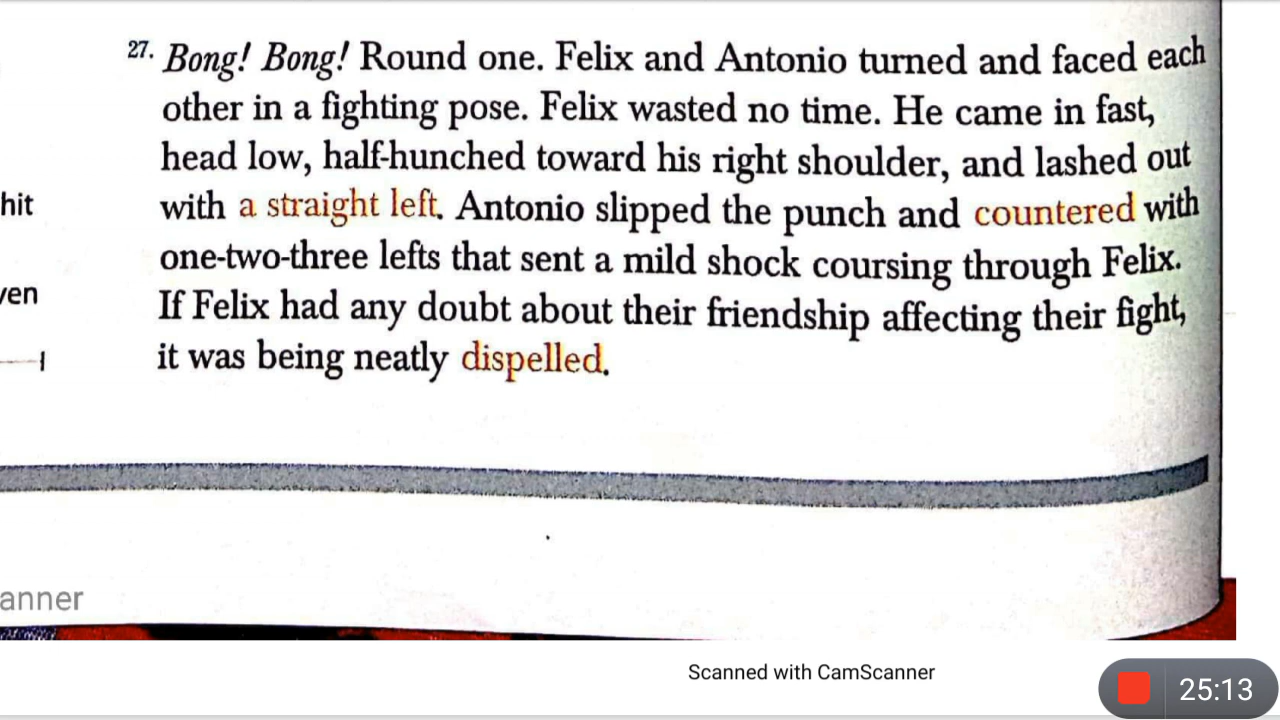 27. Bong! Bong! Round one. Felix and Antonio turned and faced each
other in a fighting pose. Felix wasted no time. He came in fast,
head low, half-hunched toward his right shoulder, and lashed out
hit
with a straight left. Antonio slipped the punch and countered with
one-two-three lefts that sent a mild shock coursing through Felix.
ven
If Felix had any doubt about their friendship affecting their fight,
it was being neatly dispelled.
anner
Scanned with CamScanner
25:13